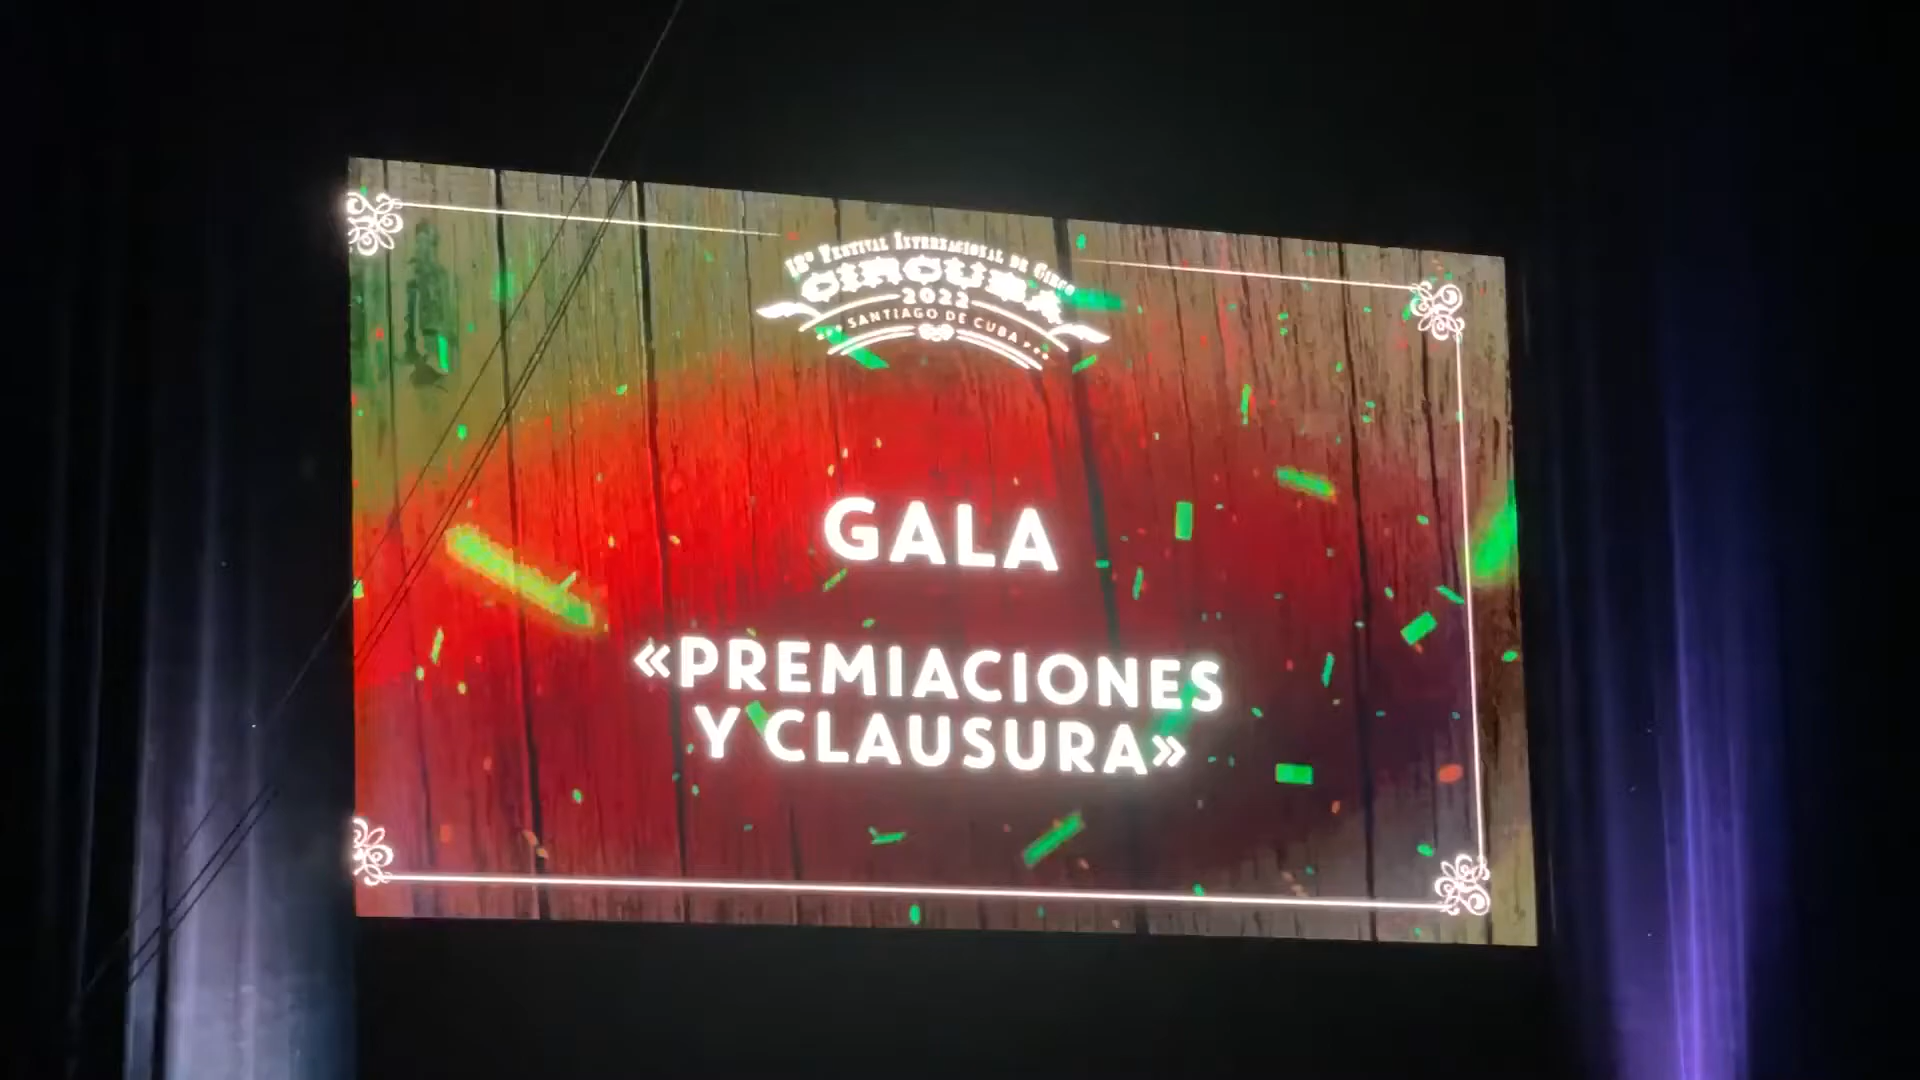 Festival Internacional de Circo
CIRCUBA
2022
SANTIAGO DE CUBA
GALA
«PREMIACIONES
Y CLAUSURA»